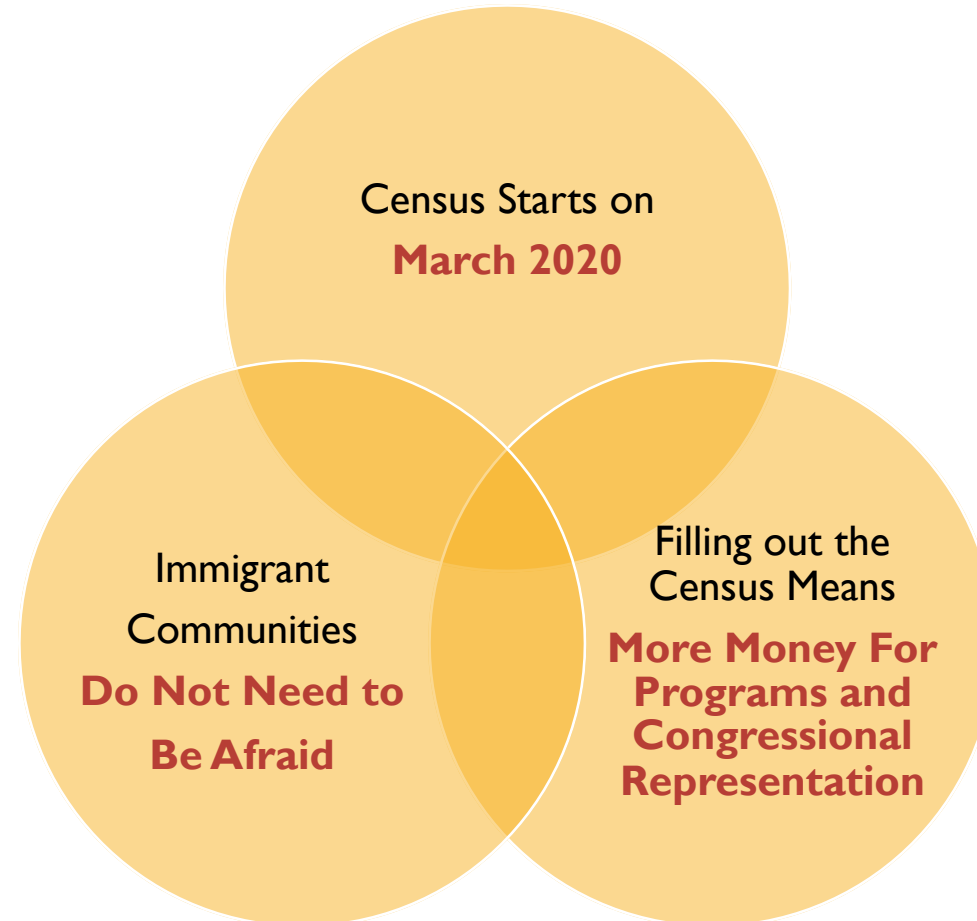 Census Starts on
March 2020
Immigrant
Communities
Do Not Need to
Be Afraid
Filling out the
Census Means
More Money For
Programs and
Congressional
Representation